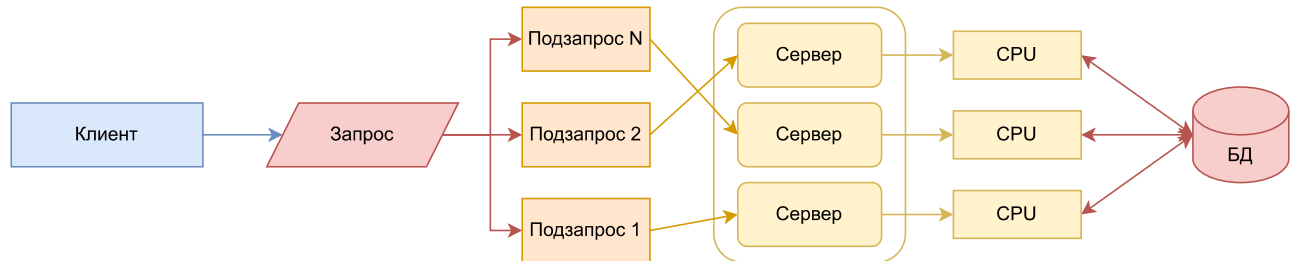 Клиент
Запрос
Подзапрос N
Подзапрос 2
Подзапрос 1
Сервер
Сервер
Сервер
CPU
CPU
CPU
БД